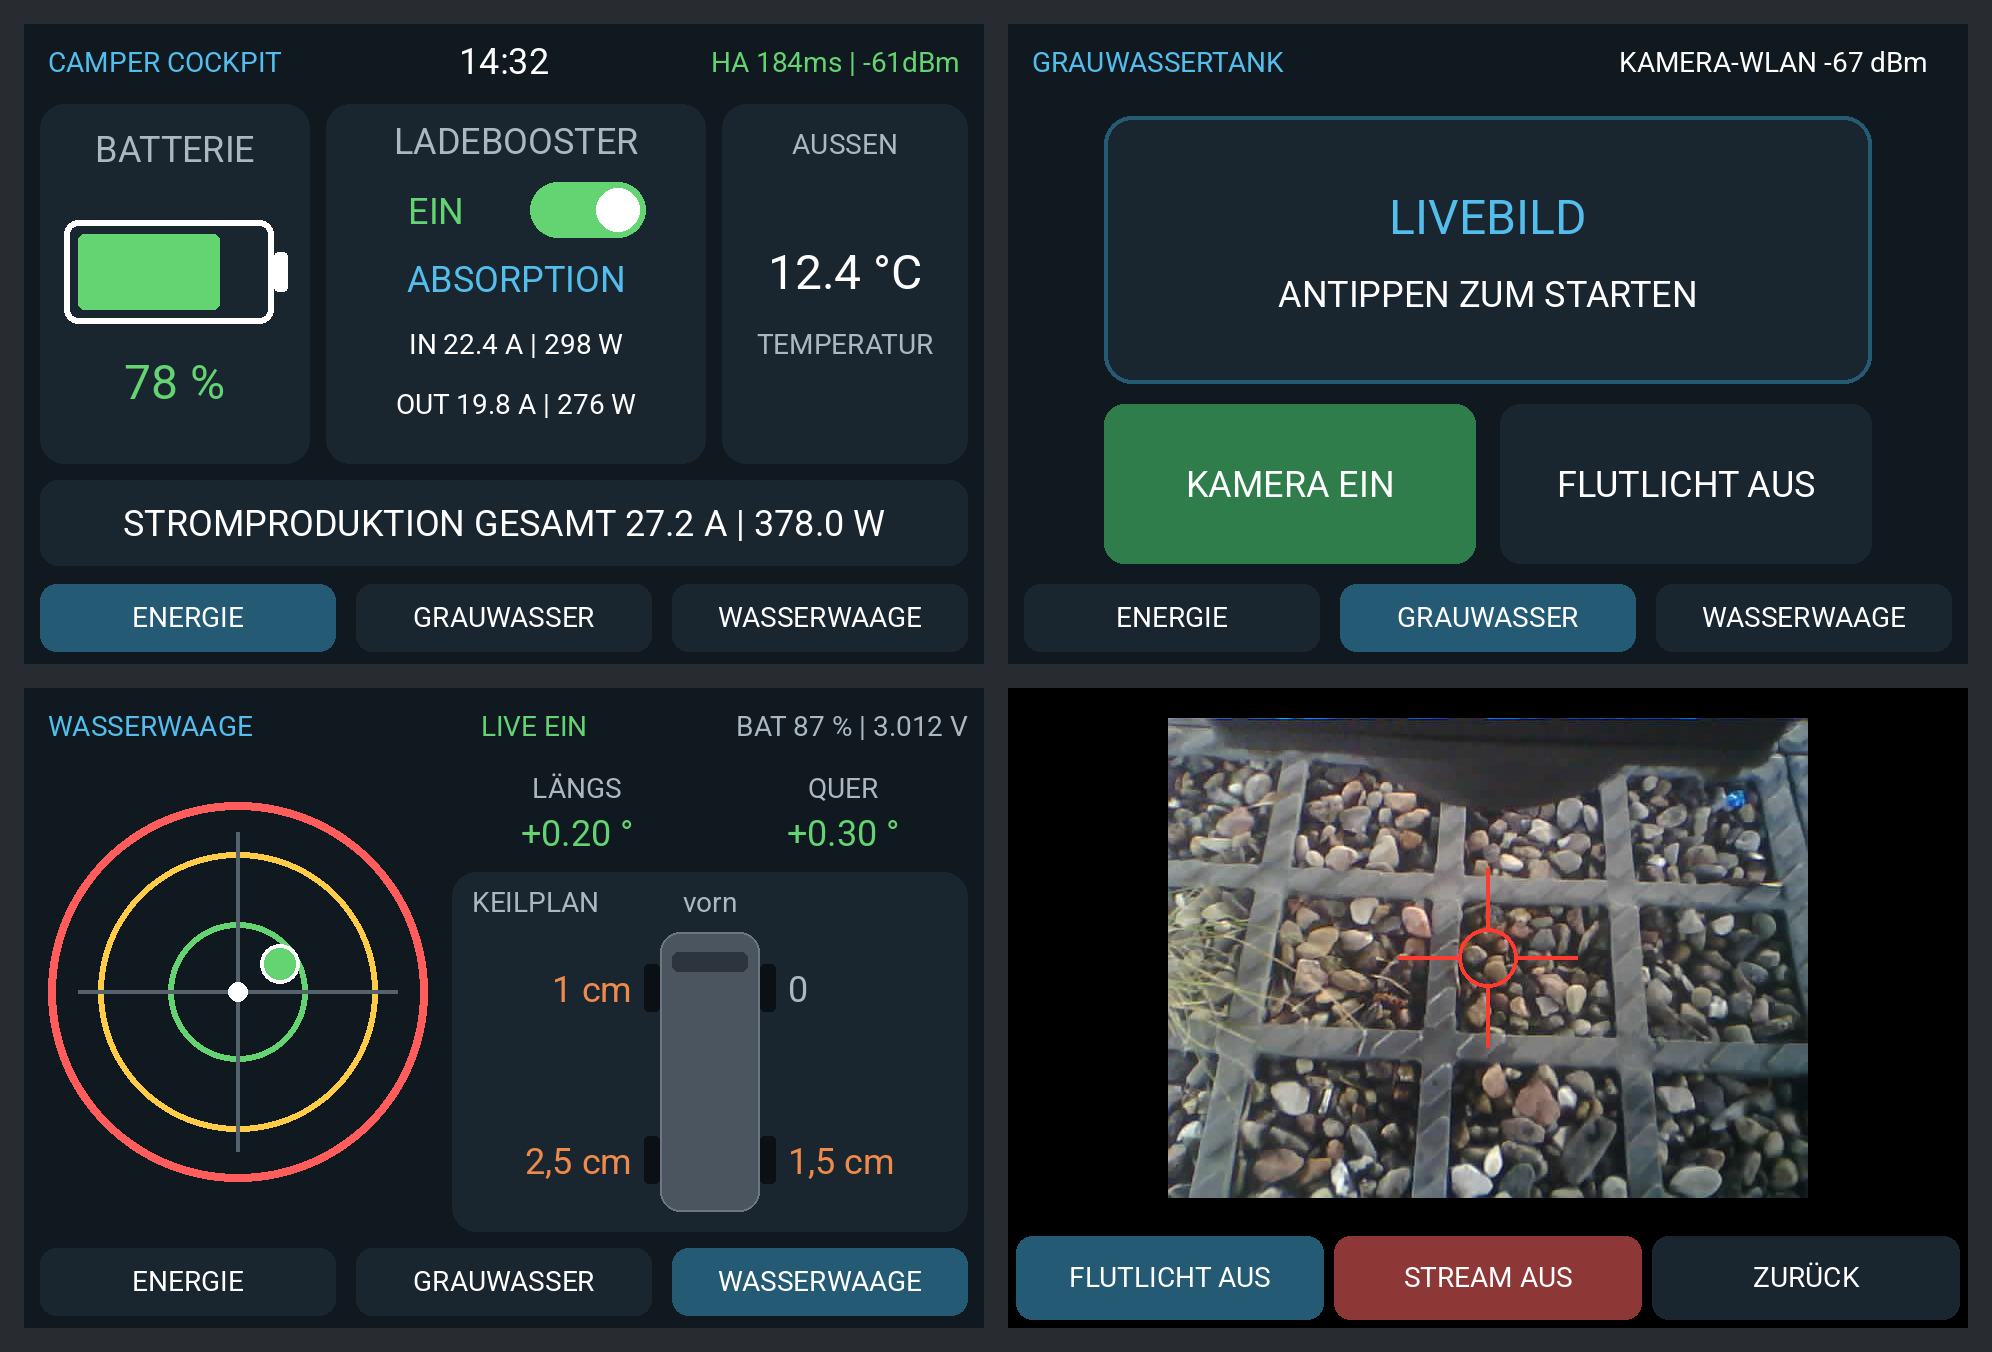 CAMPER COCKPIT
14:32
HA 184ms | -61dBm
BATTERIE
78 %
LADEBOOSTER
EIN
ABSORPTION
IN 22.4 A | 298 W
OUT 19.8 A | 276 W
AUSSEN
12.4 °C
TEMPERATUR
STROMPRODUKTION GESAMT 27.2 A | 378.0 W
ENERGIE
GRAUWASSER
WASSERWAAGE
GRAUWASSERTANK
KAMERA-WLAN -67 dBm
LIVEBILD
ANTIPPEN ZUM STARTEN
KAMERA EIN
FLUTLICHT AUS
ENERGIE
GRAUWASSER
WASSERWAAGE
WASSERWAAGE
LIVE EIN
BAT 87 % | 3.012 V
LÄNGS
+0.20 °
QUER
+0.30 °
KEILPLAN
vorn
1 cm
0
2,5 cm
1,5 cm
ENERGIE
GRAUWASSER
WASSERWAAGE
FLUTLICHT AUS
STREAM AUS
ZURÜCK